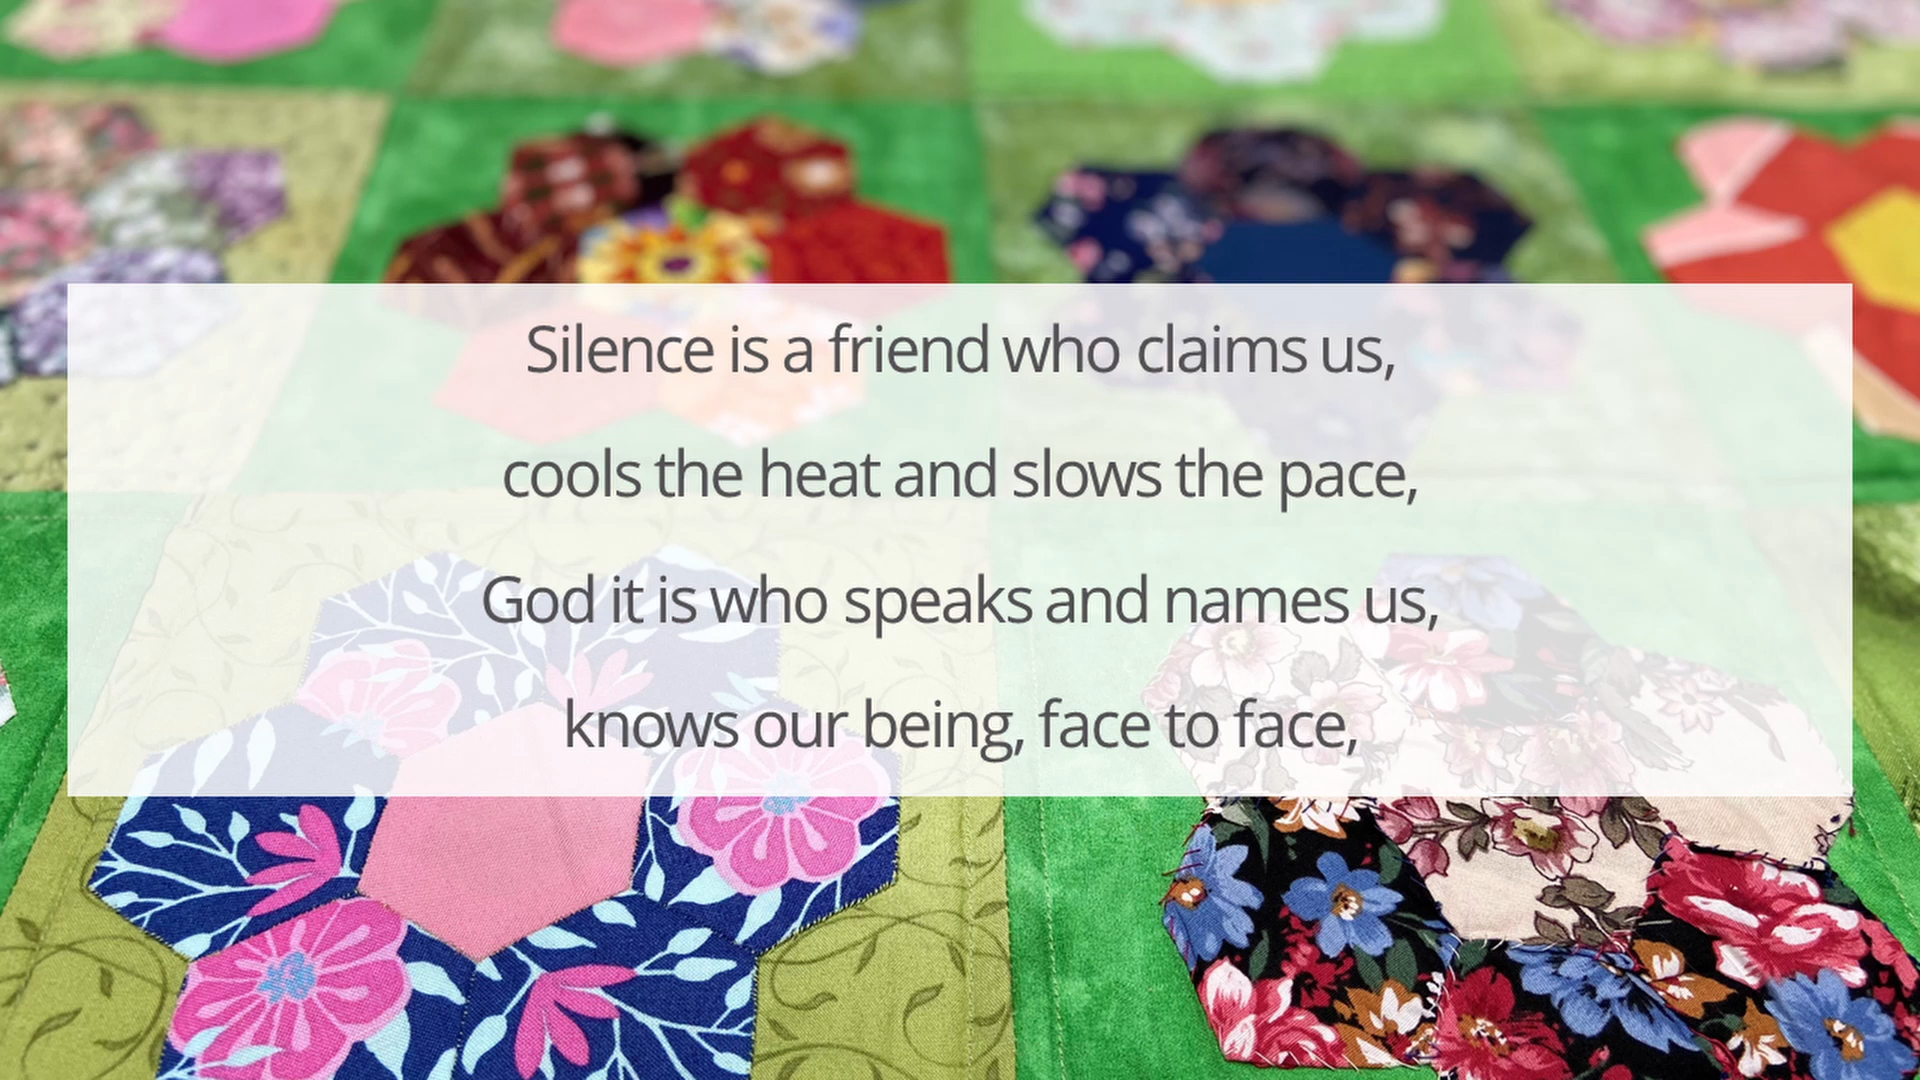 Silence is a friend who claims us,
cools the heat and slows the pace,
God it is who speaks and names us,
knows our being, face to face,